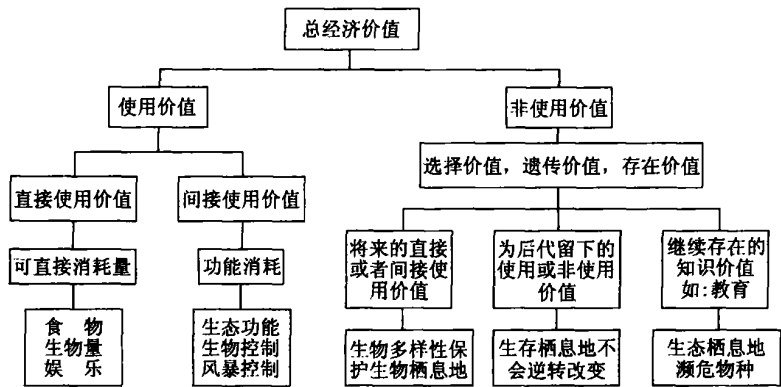 总经济价值
使用价值
非使用价值
选择价值，遗传价值，存在价值
直接使用价值
间接使用价值
将来的直接
或者间接使
用价值
为后代留下的
使用或非使用
价值
继续存在的
知识价值
如:教育
可直接消耗量
功能消耗
食 物
生物量
娱 乐
生态功能
生物控制
风暴控制
生物多样性保
护生物栖息地
生存栖息地不
会逆转改变
生态栖息地
濒危物种